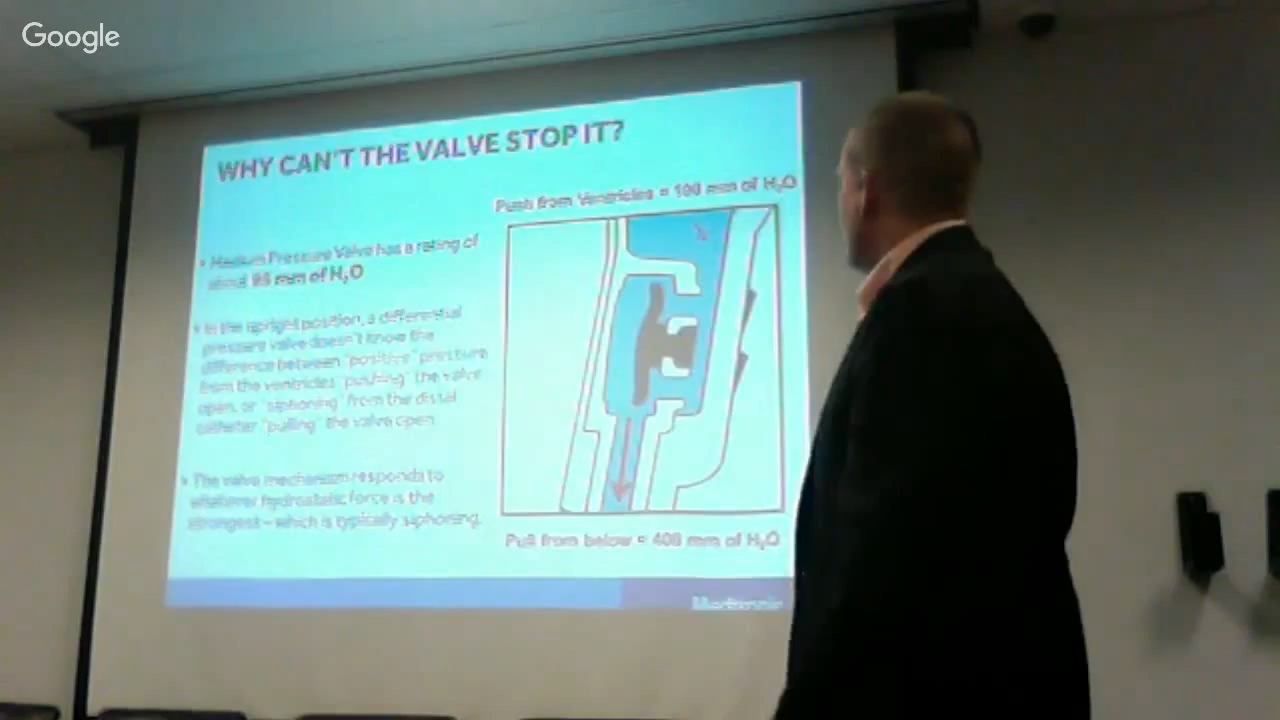 Google
WHY CAN'T THE VALVE STOP IT?
Push from Ventricles = 100 mm of H₂O
Medium Pressure Valve has a rating of
about mm of H₂O
In the upright position, a differential
pressure valve doesn't know the
difference between "positive" pressure
from the ventricles "pushing" the valve
open, or "siphoning" from the distal
catheter "pulling" the valve open
The valve mechanism responds to
whatever hydrostatic force is the
strongest – which is typically siphoning.
Pull from below = 400 mm of H₂O
Medtronic